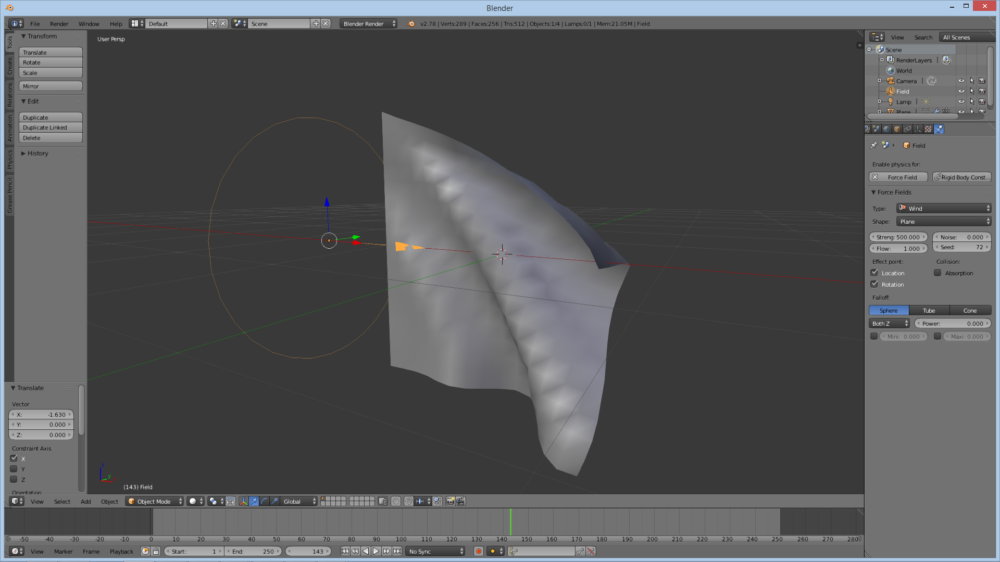 Blender
File Render Window Help Default Scene Blender Render v2.78 | Verts:289 | Faces:256 | Tris:512 | Objects:1/4 | Lamps:0/1 | Mem:21.05M | Field
Tools
Create
Relations
Animation
Physics
Grease Pencil
Transform
Translate
Rotate
Scale
Mirror
Edit
Duplicate
Duplicate Linked
Delete
History
Translate
Vector
X: -1.630
Y: 0.000
Z: 0.000
Constraint Axis
X
Y
Z
Orientation
User Persp
z
y
x
(143) Field
View Select Add Object Object Mode Global
-50 -40 -30 -20 -10 0 10 20 30 40 50 60 70 80 90 100 110 120 130 140 150 160 170 180 190 200 210 220 230 240 250 260 270 280
View Marker Frame Playback Start: 1 End: 250 143 No Sync
View Search All Scenes
Scene
RenderLayers |
World
Camera |
Field
Lamp |
Plane
Field
Enable physics for:
Force Field Rigid Body Const...
Force Fields
Type: Wind
Shape: Plane
Streng: 500.000 Noise: 0.000
Flow: 1.000 Seed: 72
Effect point: Collision:
Location Absorption
Rotation
Falloff:
Sphere Tube Cone
Both Z Power: 0.000
Mini: 0.000 Maxi: 0.000